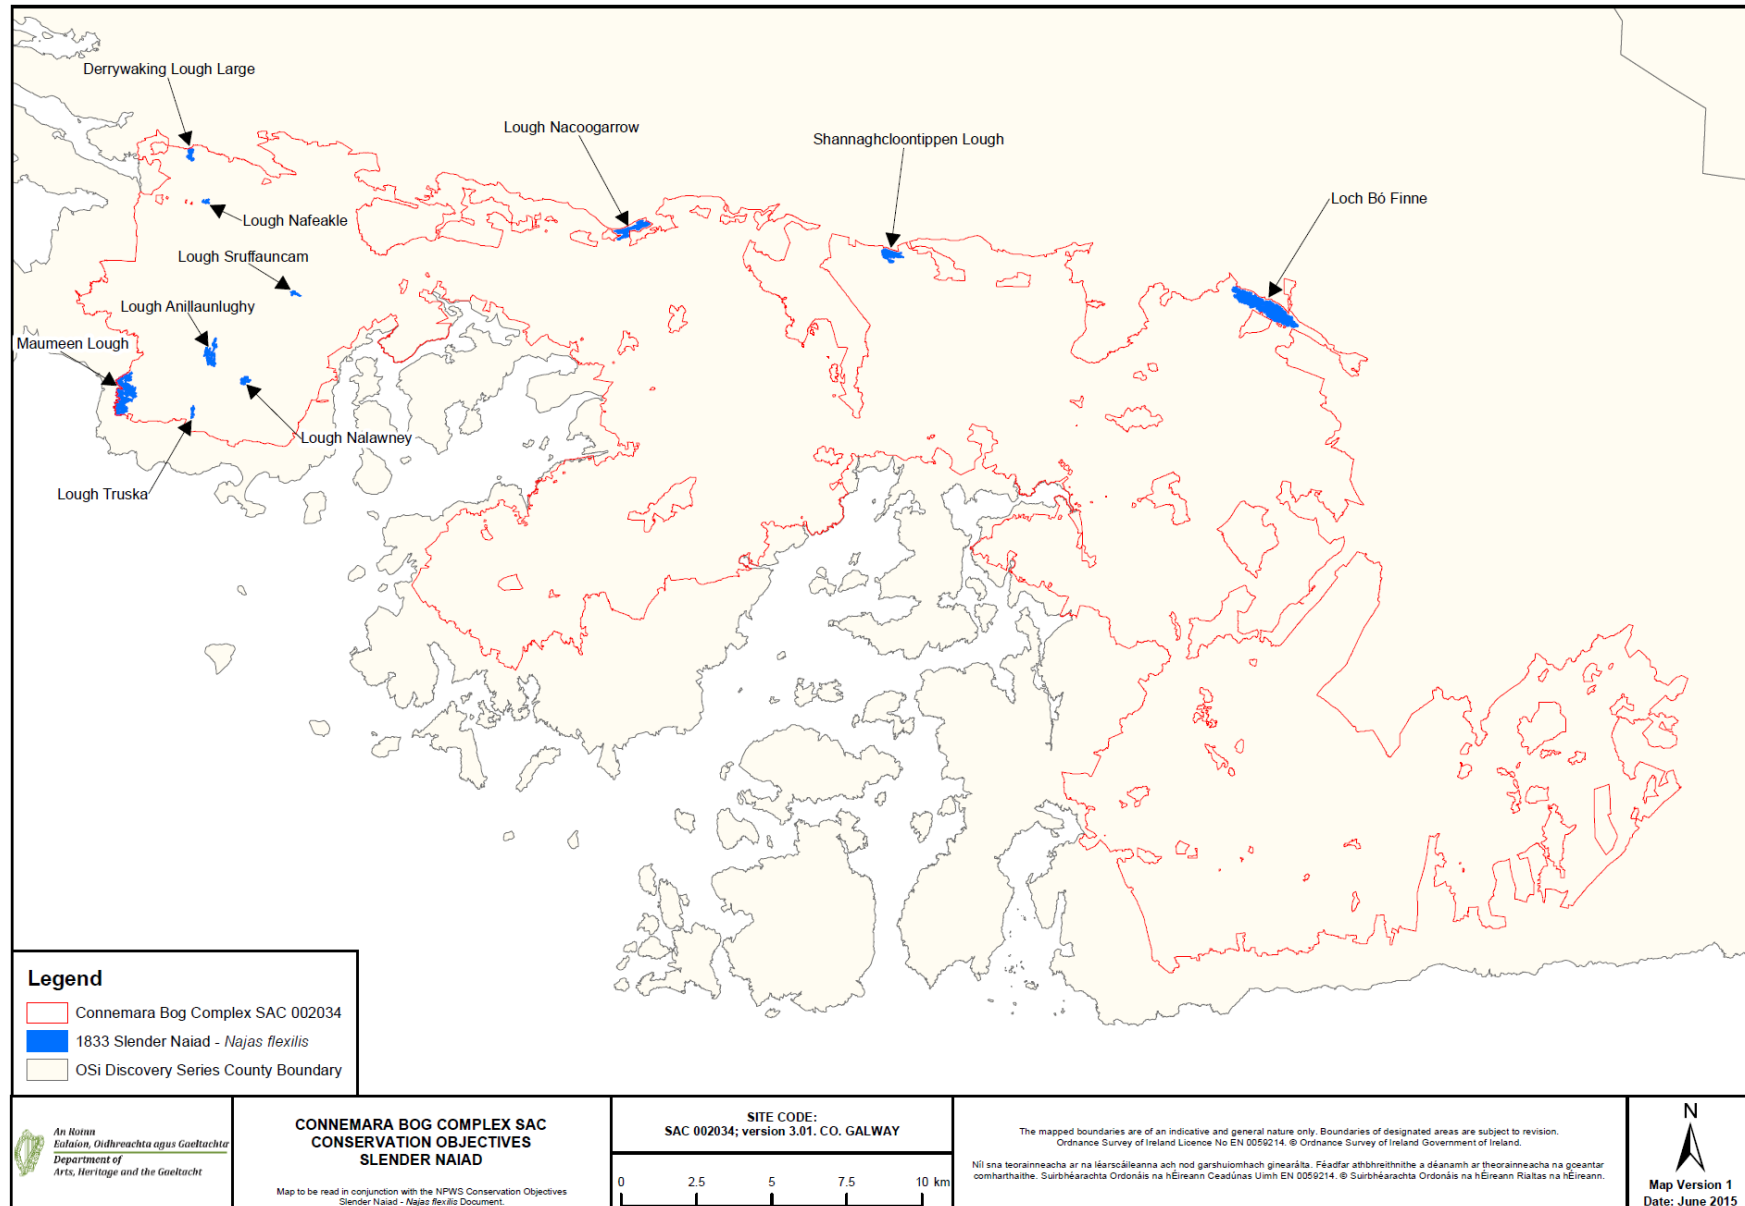 Derrywaking Lough Large
Lough Nacoogarrow
Shannaghcloontippen Lough
Loch Bó Finne
Lough Nafeakle
Lough Sruffauncam
Lough Anillaunlughy
Maumeen Lough
Lough Nalawney
Lough Truska
Legend
Connemara Bog Complex SAC 002034
1833 Slender Naiad - Najas flexilis
OSi Discovery Series County Boundary
An Roinn
Ealaíon, Oidhreachta agus Gaeltachta
Department of
Arts, Heritage and the Gaeltacht
CONNEMARA BOG COMPLEX SAC
CONSERVATION OBJECTIVES
SLENDER NAIAD
Map to be read in conjunction with the NPWS Conservation Objectives
Slender Naiad - Najas flexilis Document.
SITE CODE:
SAC 002034; version 3.01. CO. GALWAY
0 2.5 5 7.5 10 km
The mapped boundaries are of an indicative and general nature only. Boundaries of designated areas are subject to revision.
Ordnance Survey of Ireland Licence No EN 0059214. © Ordnance Survey of Ireland Government of Ireland.
Níl sna teorainneacha ar na léarscáileanna ach nod garshuíomhach ginearálta. Féadfar athbhreithnithe a déanamh ar theorainneacha na gceantar
comharthaithe. Suirbhéarachta Ordonáis na hÉireann Ceadúnas Uimh EN 0059214. © Suirbhéarachta Ordonáis na hÉireann Rialtas na hÉireann.
N
Map Version 1
Date: June 2015